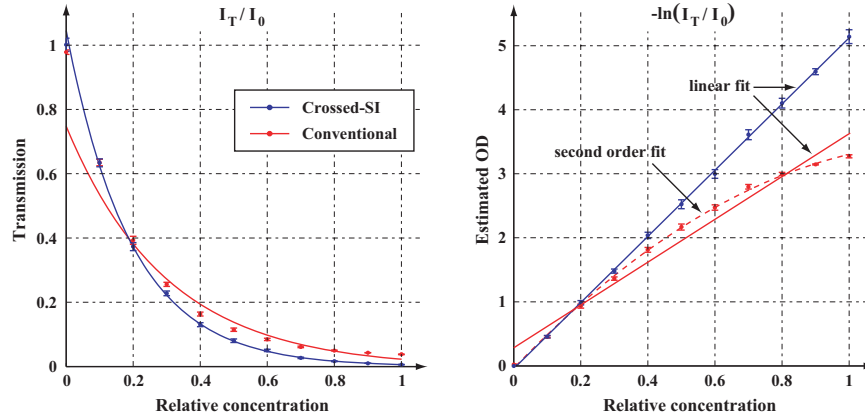 I_T / I_0
Transmission
1
0.8
0.6
0.4
0.2
0
0 0.2 0.4 0.6 0.8 1
Relative concentration
Crossed-SI
Conventional
-ln(I_T / I_0)
Estimated OD
5
4
3
2
1
0
0 0.2 0.4 0.6 0.8 1
Relative concentration
linear fit
second order fit